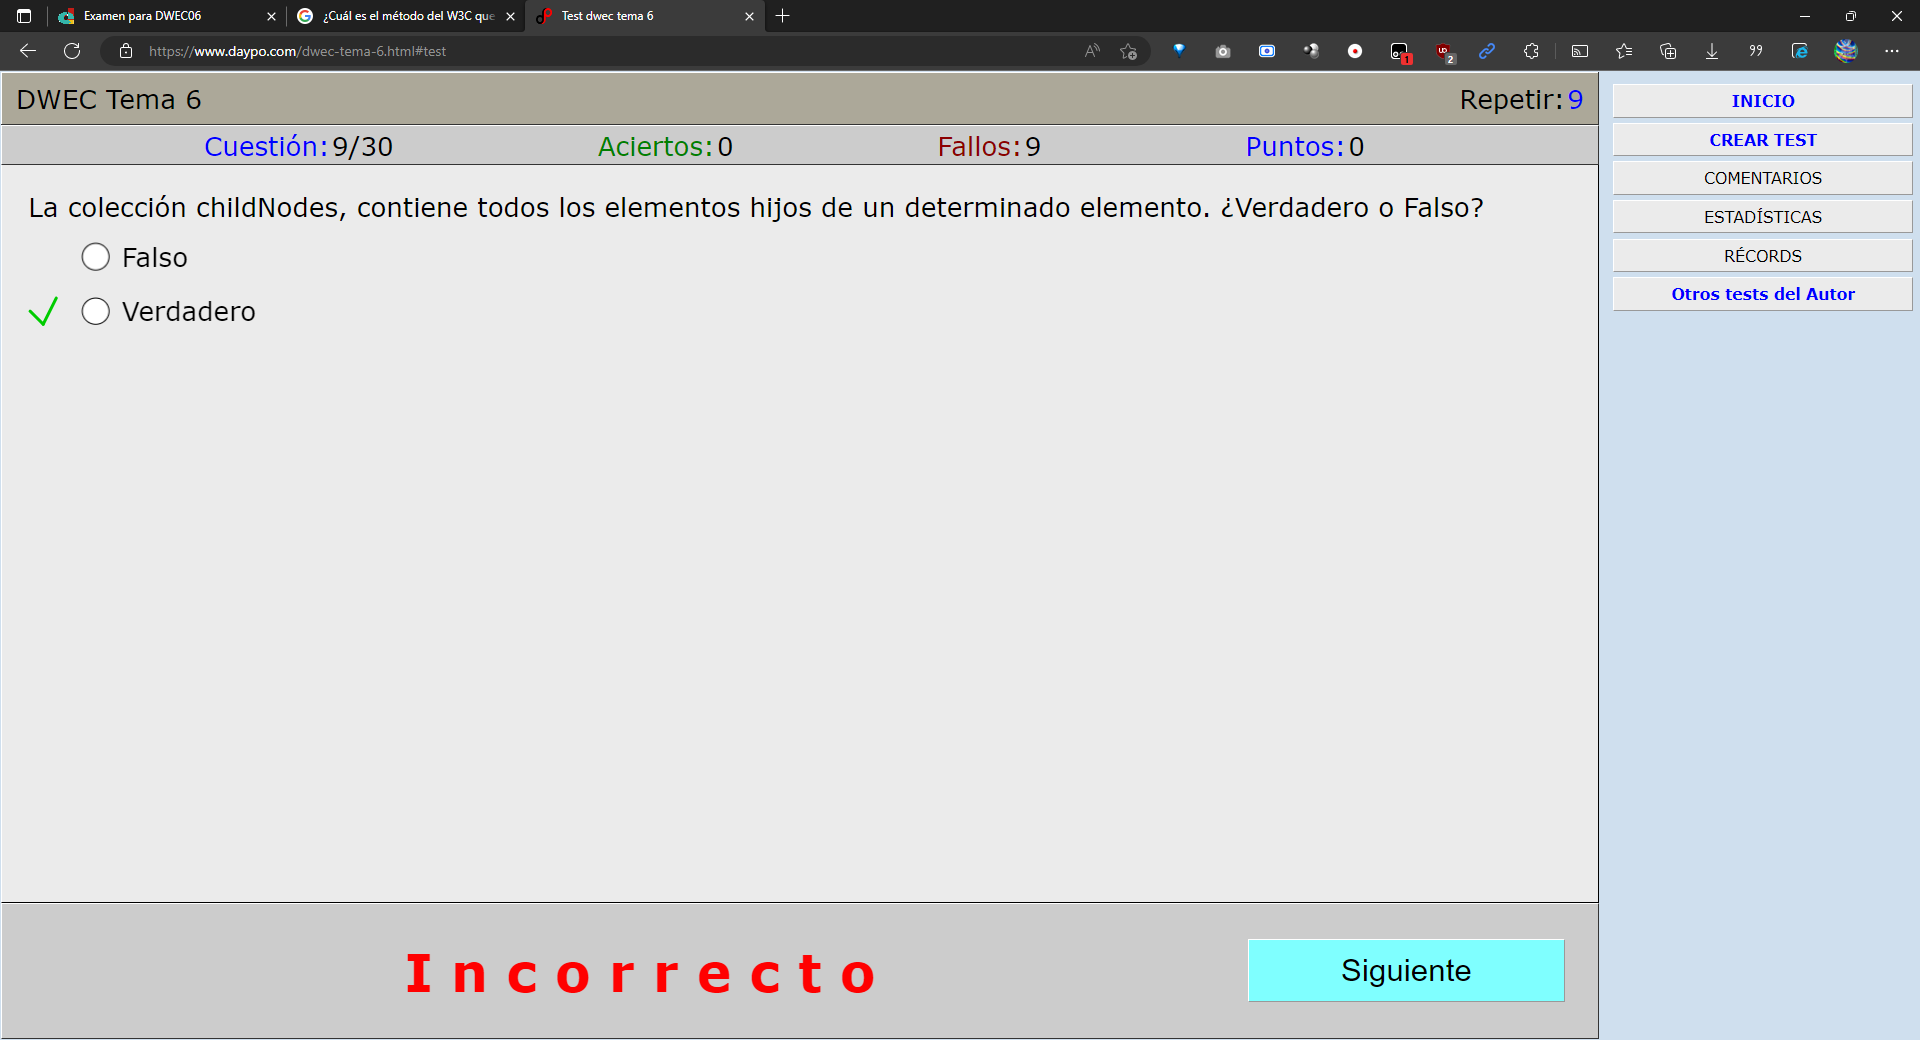 Examen para DWEC06
¿Cuál es el método del W3C que
Test dwec tema 6
https://www.daypo.com/dwec-tema-6.html#test
1
2
DWEC Tema 6
Repetir: 9
Cuestión: 9/30
Aciertos: 0
Fallos: 9
Puntos: 0
La colección childNodes, contiene todos los elementos hijos de un determinado elemento. ¿Verdadero o Falso?
Falso
Verdadero
Incorrecto
Siguiente
INICIO
CREAR TEST
COMENTARIOS
ESTADÍSTICAS
RÉCORDS
Otros tests del Autor